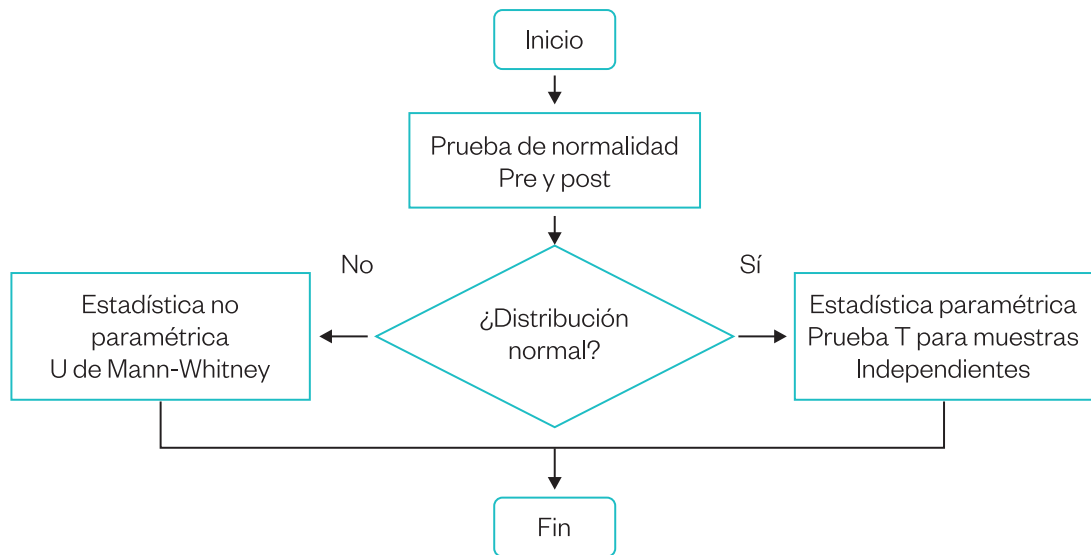 Inicio
Prueba de normalidad
Pre y post
No
Sí
Estadística no
paramétrica
U de Mann-Whitney
¿Distribución
normal?
Estadística paramétrica
Prueba T para muestras
Independientes
Fin